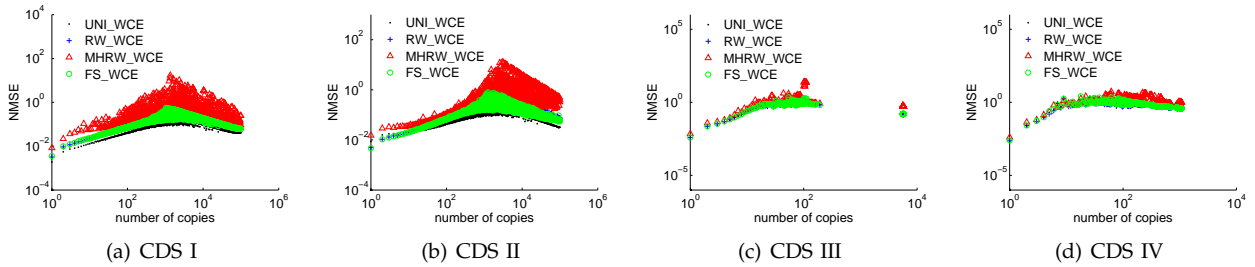 10^4
10^2
10^0
10^-2
10^-4
NMSE
UNI_WCE
RW_WCE
MHRW_WCE
FS_WCE
10^0
10^2
10^4
10^6
number of copies
(a) CDS I
10^2
10^0
10^-2
10^-4
NMSE
UNI_WCE
RW_WCE
MHRW_WCE
FS_WCE
10^0
10^2
10^4
10^6
number of copies
(b) CDS II
10^0
10^-5
NMSE
UNI_WCE
RW_WCE
MHRW_WCE
FS_WCE
10^0
10^2
10^4
number of copies
(c) CDS III
10^0
10^-5
NMSE
UNI_WCE
RW_WCE
MHRW_WCE
FS_WCE
10^0
10^2
10^4
number of copies
(d) CDS IV